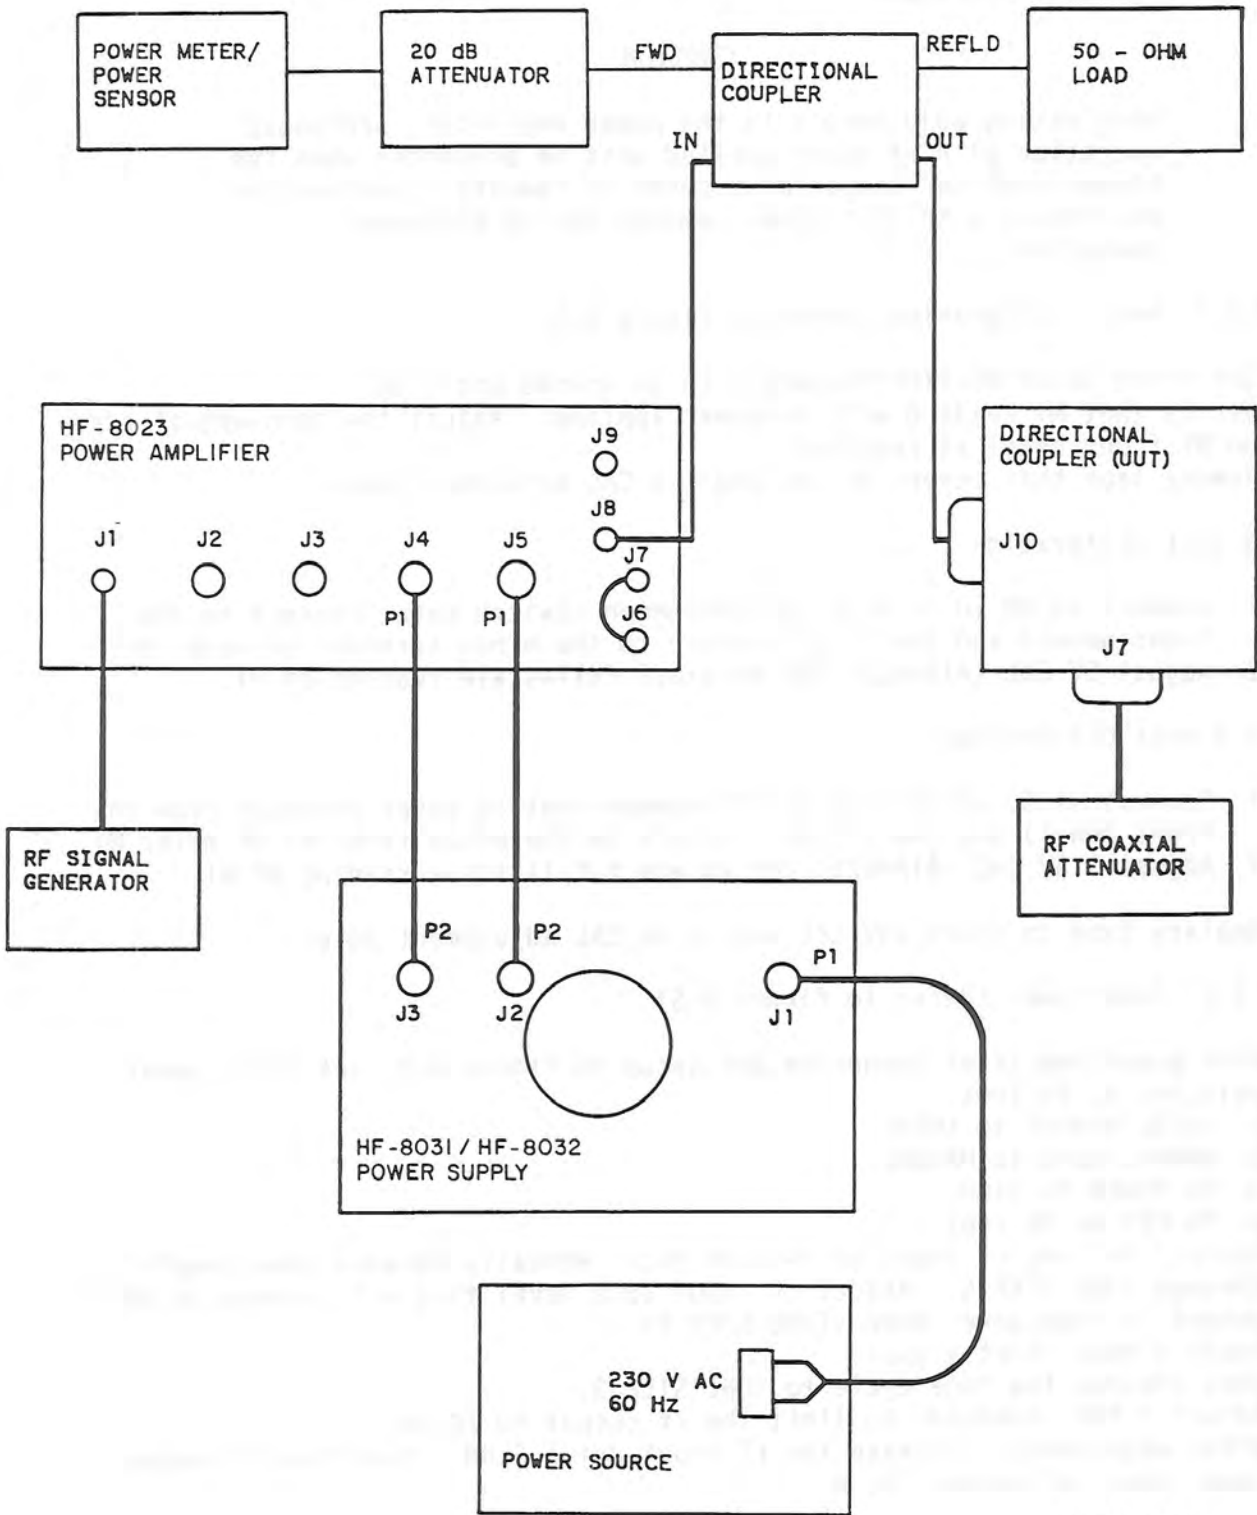 POWER METER/
POWER
SENSOR
20 dB
ATTENUATOR
FWD
DIRECTIONAL
COUPLER
REFLD
50 - OHM
LOAD
IN
OUT
HF-8023
POWER AMPLIFIER
J9
J8
J1
J2
J3
J4
J5
J7
P1
P1
J6
DIRECTIONAL
COUPLER (UUT)
J10
J7
RF SIGNAL
GENERATOR
RF COAXIAL
ATTENUATOR
P2
P2
P1
J3
J2
J1
HF-8031 / HF-8032
POWER SUPPLY
230 V AC
60 Hz
POWER SOURCE